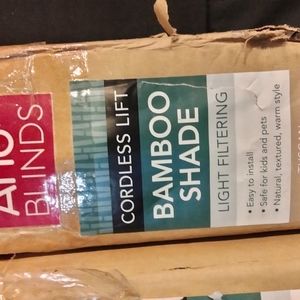 BLINDS
CORDLESS LIFT
BAMBOO
SHADE
LIGHT FILTERING
• Easy to install
• Safe for kids and pets
• Natural, textured, warm style